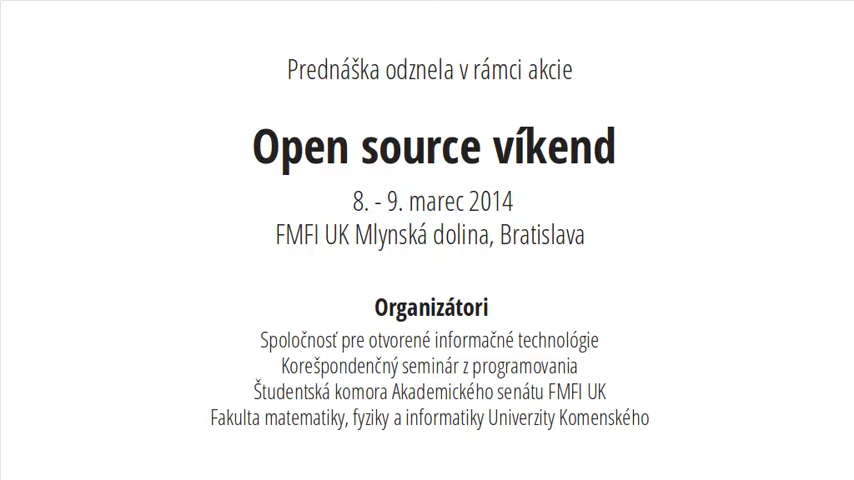 Prednáška odznela v rámci akcie
Open source víkend
8. - 9. marec 2014
FMFI UK Mlynská dolina, Bratislava
Organizátori
Spoločnosť pre otvorené informačné technológie
Korešpondenčný seminár z programovania
Študentská komora Akademického senátu FMFI UK
Fakulta matematiky, fyziky a informatiky Univerzity Komenského